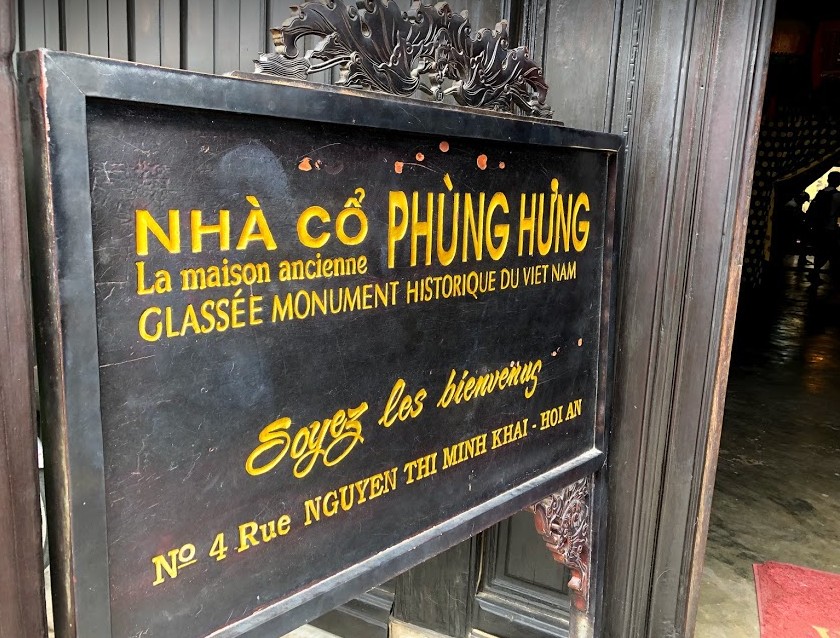 NHÀ CỔ PHÙNG HƯNG
La maison ancienne
GLASSÉE MONUMENT HISTORIQUE DU VIET NAM
Soyez les bienvenus
Nº 4 Rue NGUYEN THI MINH KHAI - HOI AN